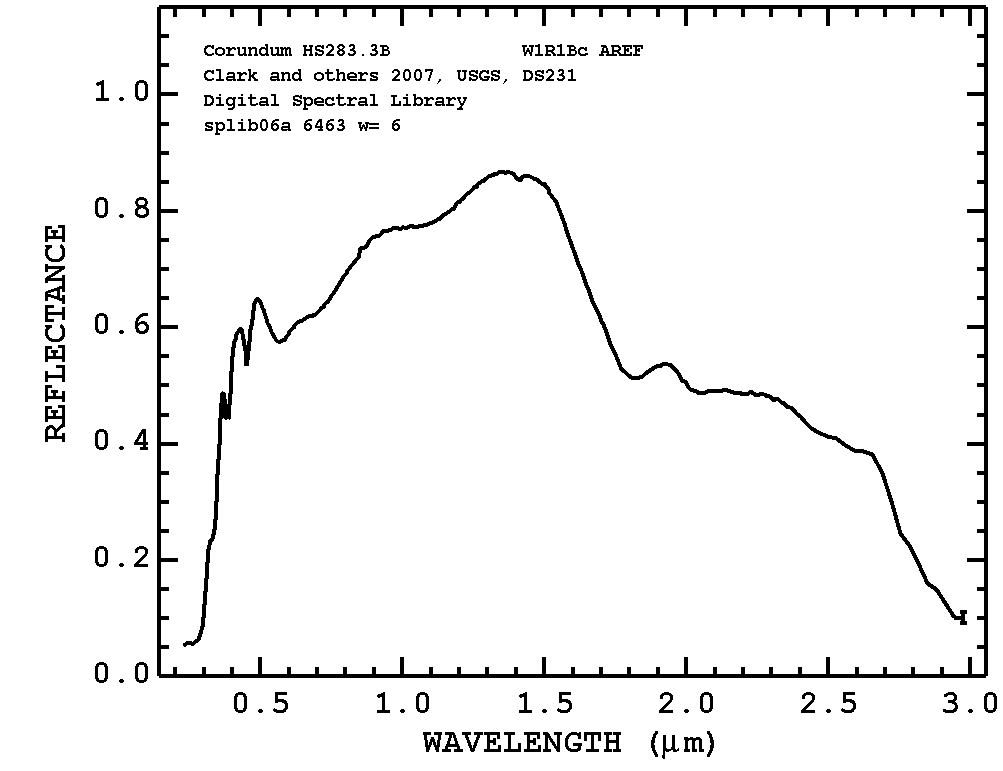 Corundum HS283.3B W1R1Bc AREF
Clark and others 2007, USGS, DS231
Digital Spectral Library
splib06a 6463 w= 6
1.0
0.8
0.6
0.4
0.2
0.0
REFLECTANCE
0.5 1.0 1.5 2.0 2.5 3.0
WAVELENGTH (μm)